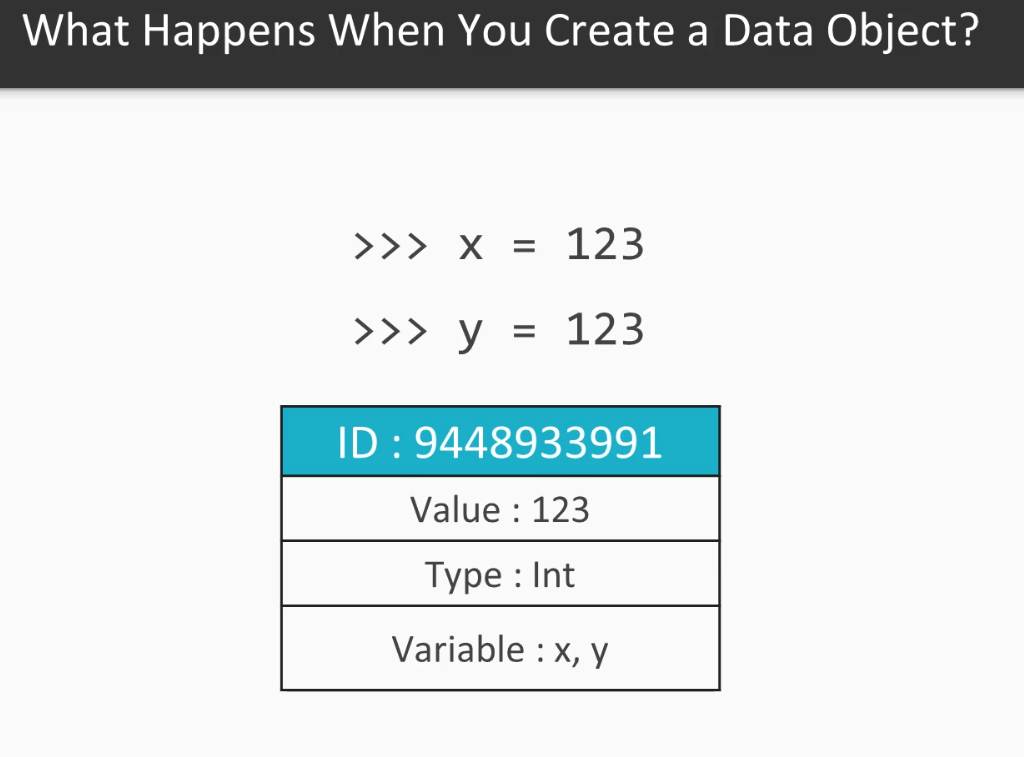 What Happens When You Create a Data Object?
>>> x = 123
>>> y = 123
ID : 9448933991
Value : 123
Type : Int
Variable : x, y